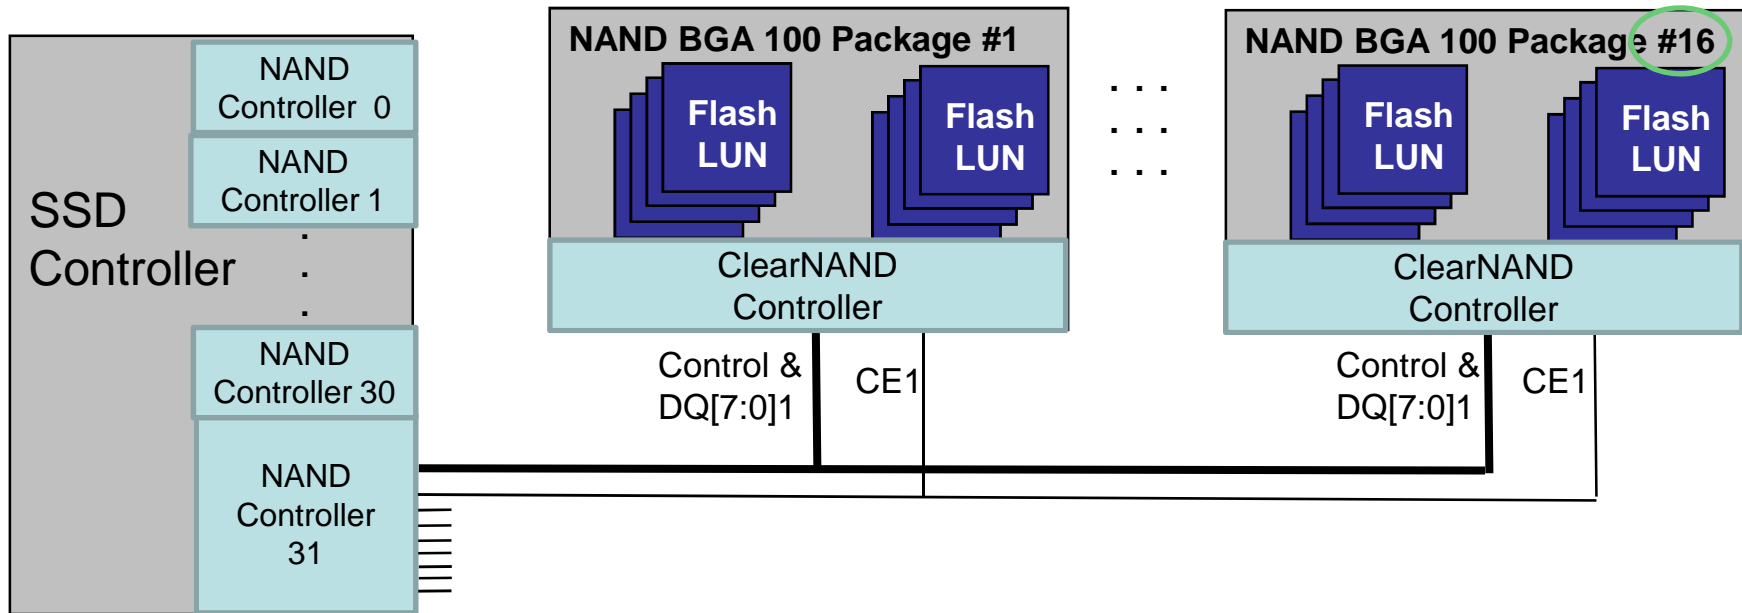 SSD
Controller
NAND
Controller 0
NAND
Controller 1
.
.
.
NAND
Controller 30
NAND
Controller
31
NAND BGA 100 Package #1
Flash
LUN
Flash
LUN
ClearNAND
Controller
Control &
DQ[7:0]1
CE1
. . .
. . .
. . .
NAND BGA 100 Package #16
Flash
LUN
Flash
LUN
ClearNAND
Controller
Control &
DQ[7:0]1
CE1